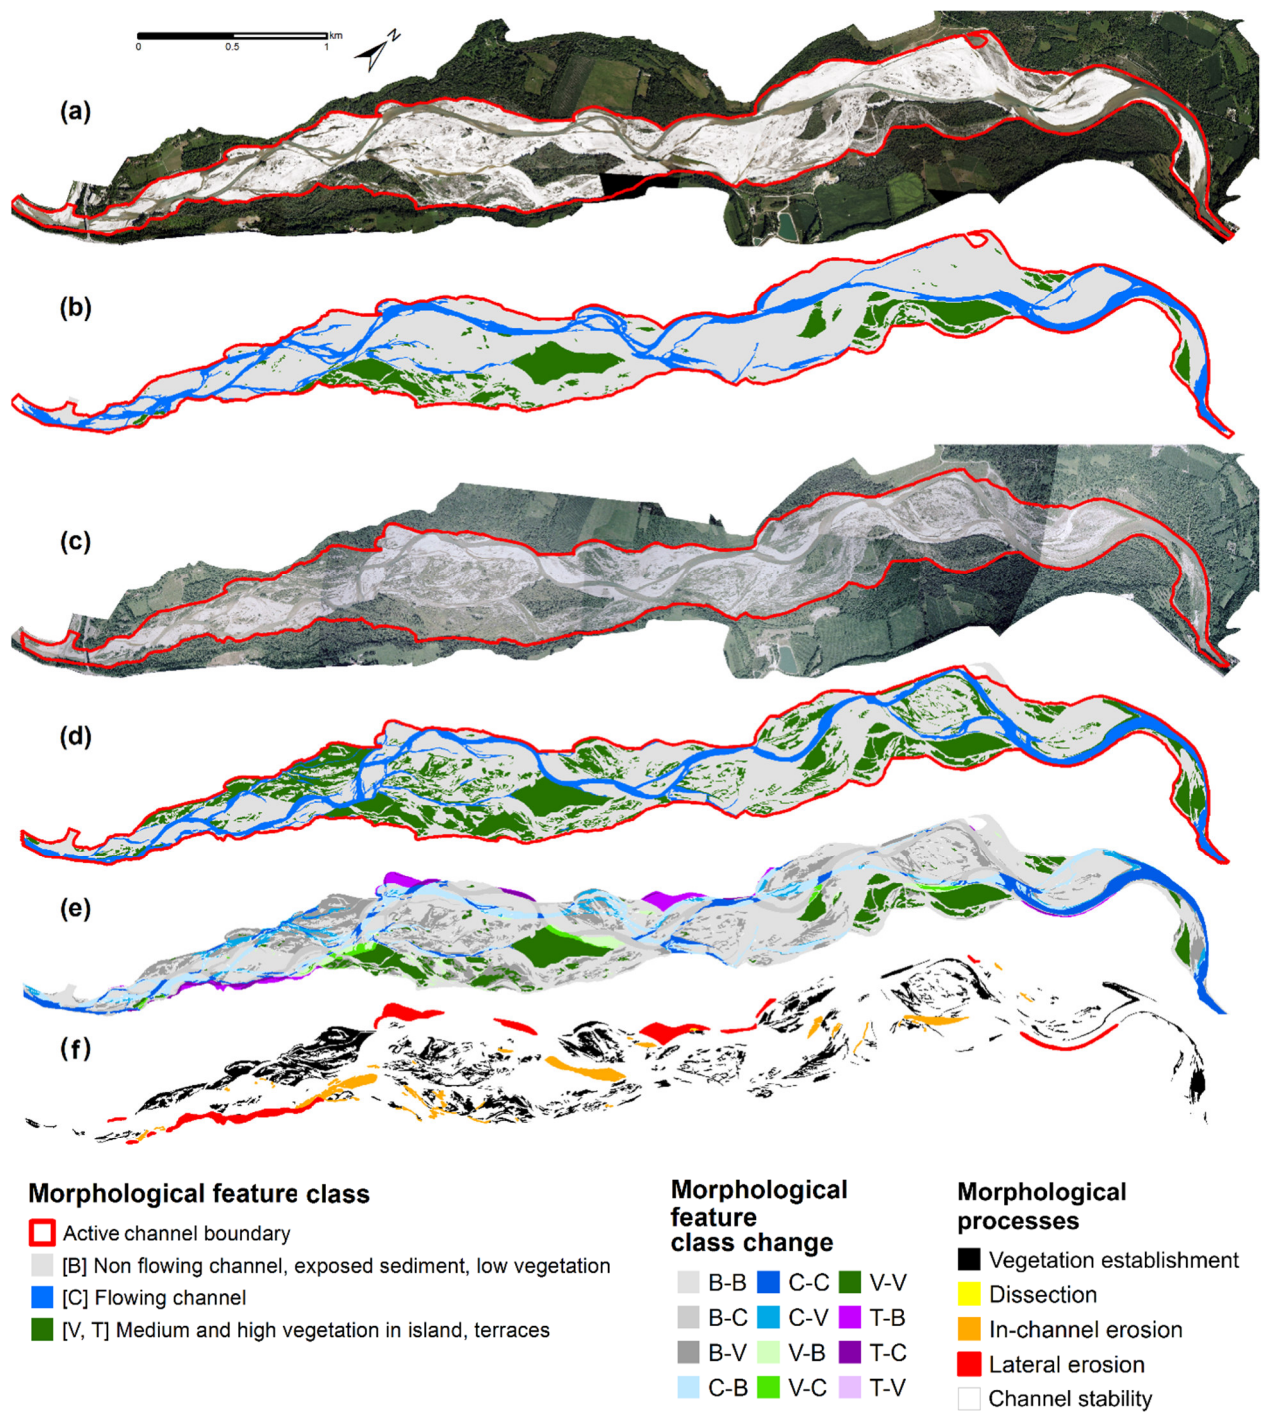 0 0.5 1 km
N
(a)
(b)
(c)
(d)
(e)
(f)
Morphological feature class
Active channel boundary
[B] Non flowing channel, exposed sediment, low vegetation
[C] Flowing channel
[V, T] Medium and high vegetation in island, terraces
Morphological
feature
class change
B-B C-C V-V
B-C C-V T-B
B-V V-B T-C
C-B V-C T-V
Morphological
processes
Vegetation establishment
Dissection
In-channel erosion
Lateral erosion
Channel stability